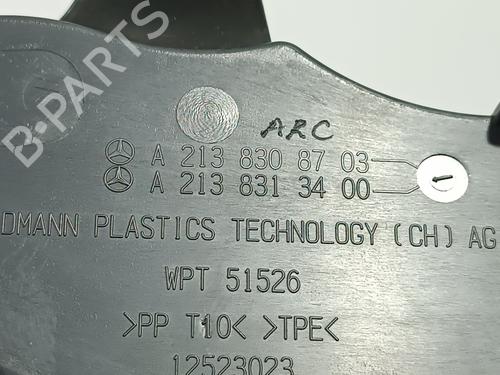 B-PARTS
ARC
A 213 830 87 03
A 213 831 34 00
DMANN PLASTICS TECHNOLOGY (CH) AG
WPT 51526
>PP T10< >TPE<
12523023